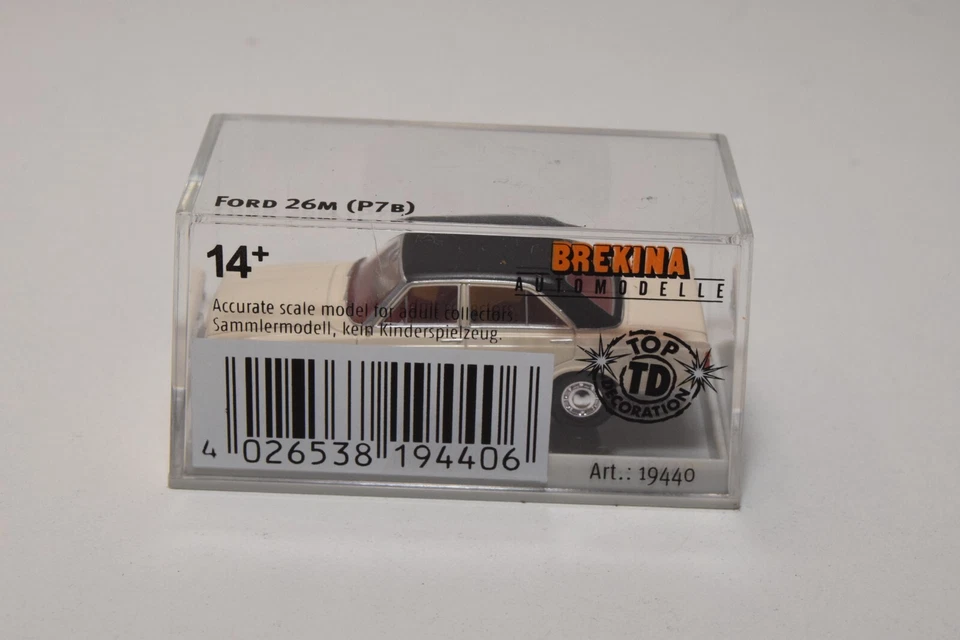 FORD 26M (P7B)
14+
BREKINA
AUTOMODELLE
Accurate scale model for adult collectors.
Sammlermodell, kein Kinderspielzeug.
TOP
TD
DECORATION
4 026538 194406
Art.: 19440